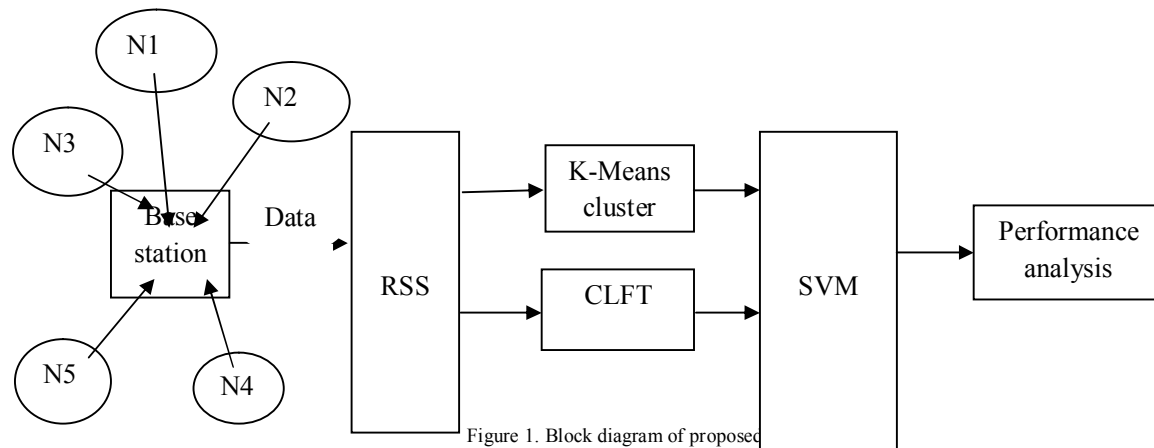 N1
N2
N3
Base
station
Data
N5
N4
RSS
K-Means
cluster
CLFT
SVM
Performance
analysis
Figure 1. Block diagram of proposed